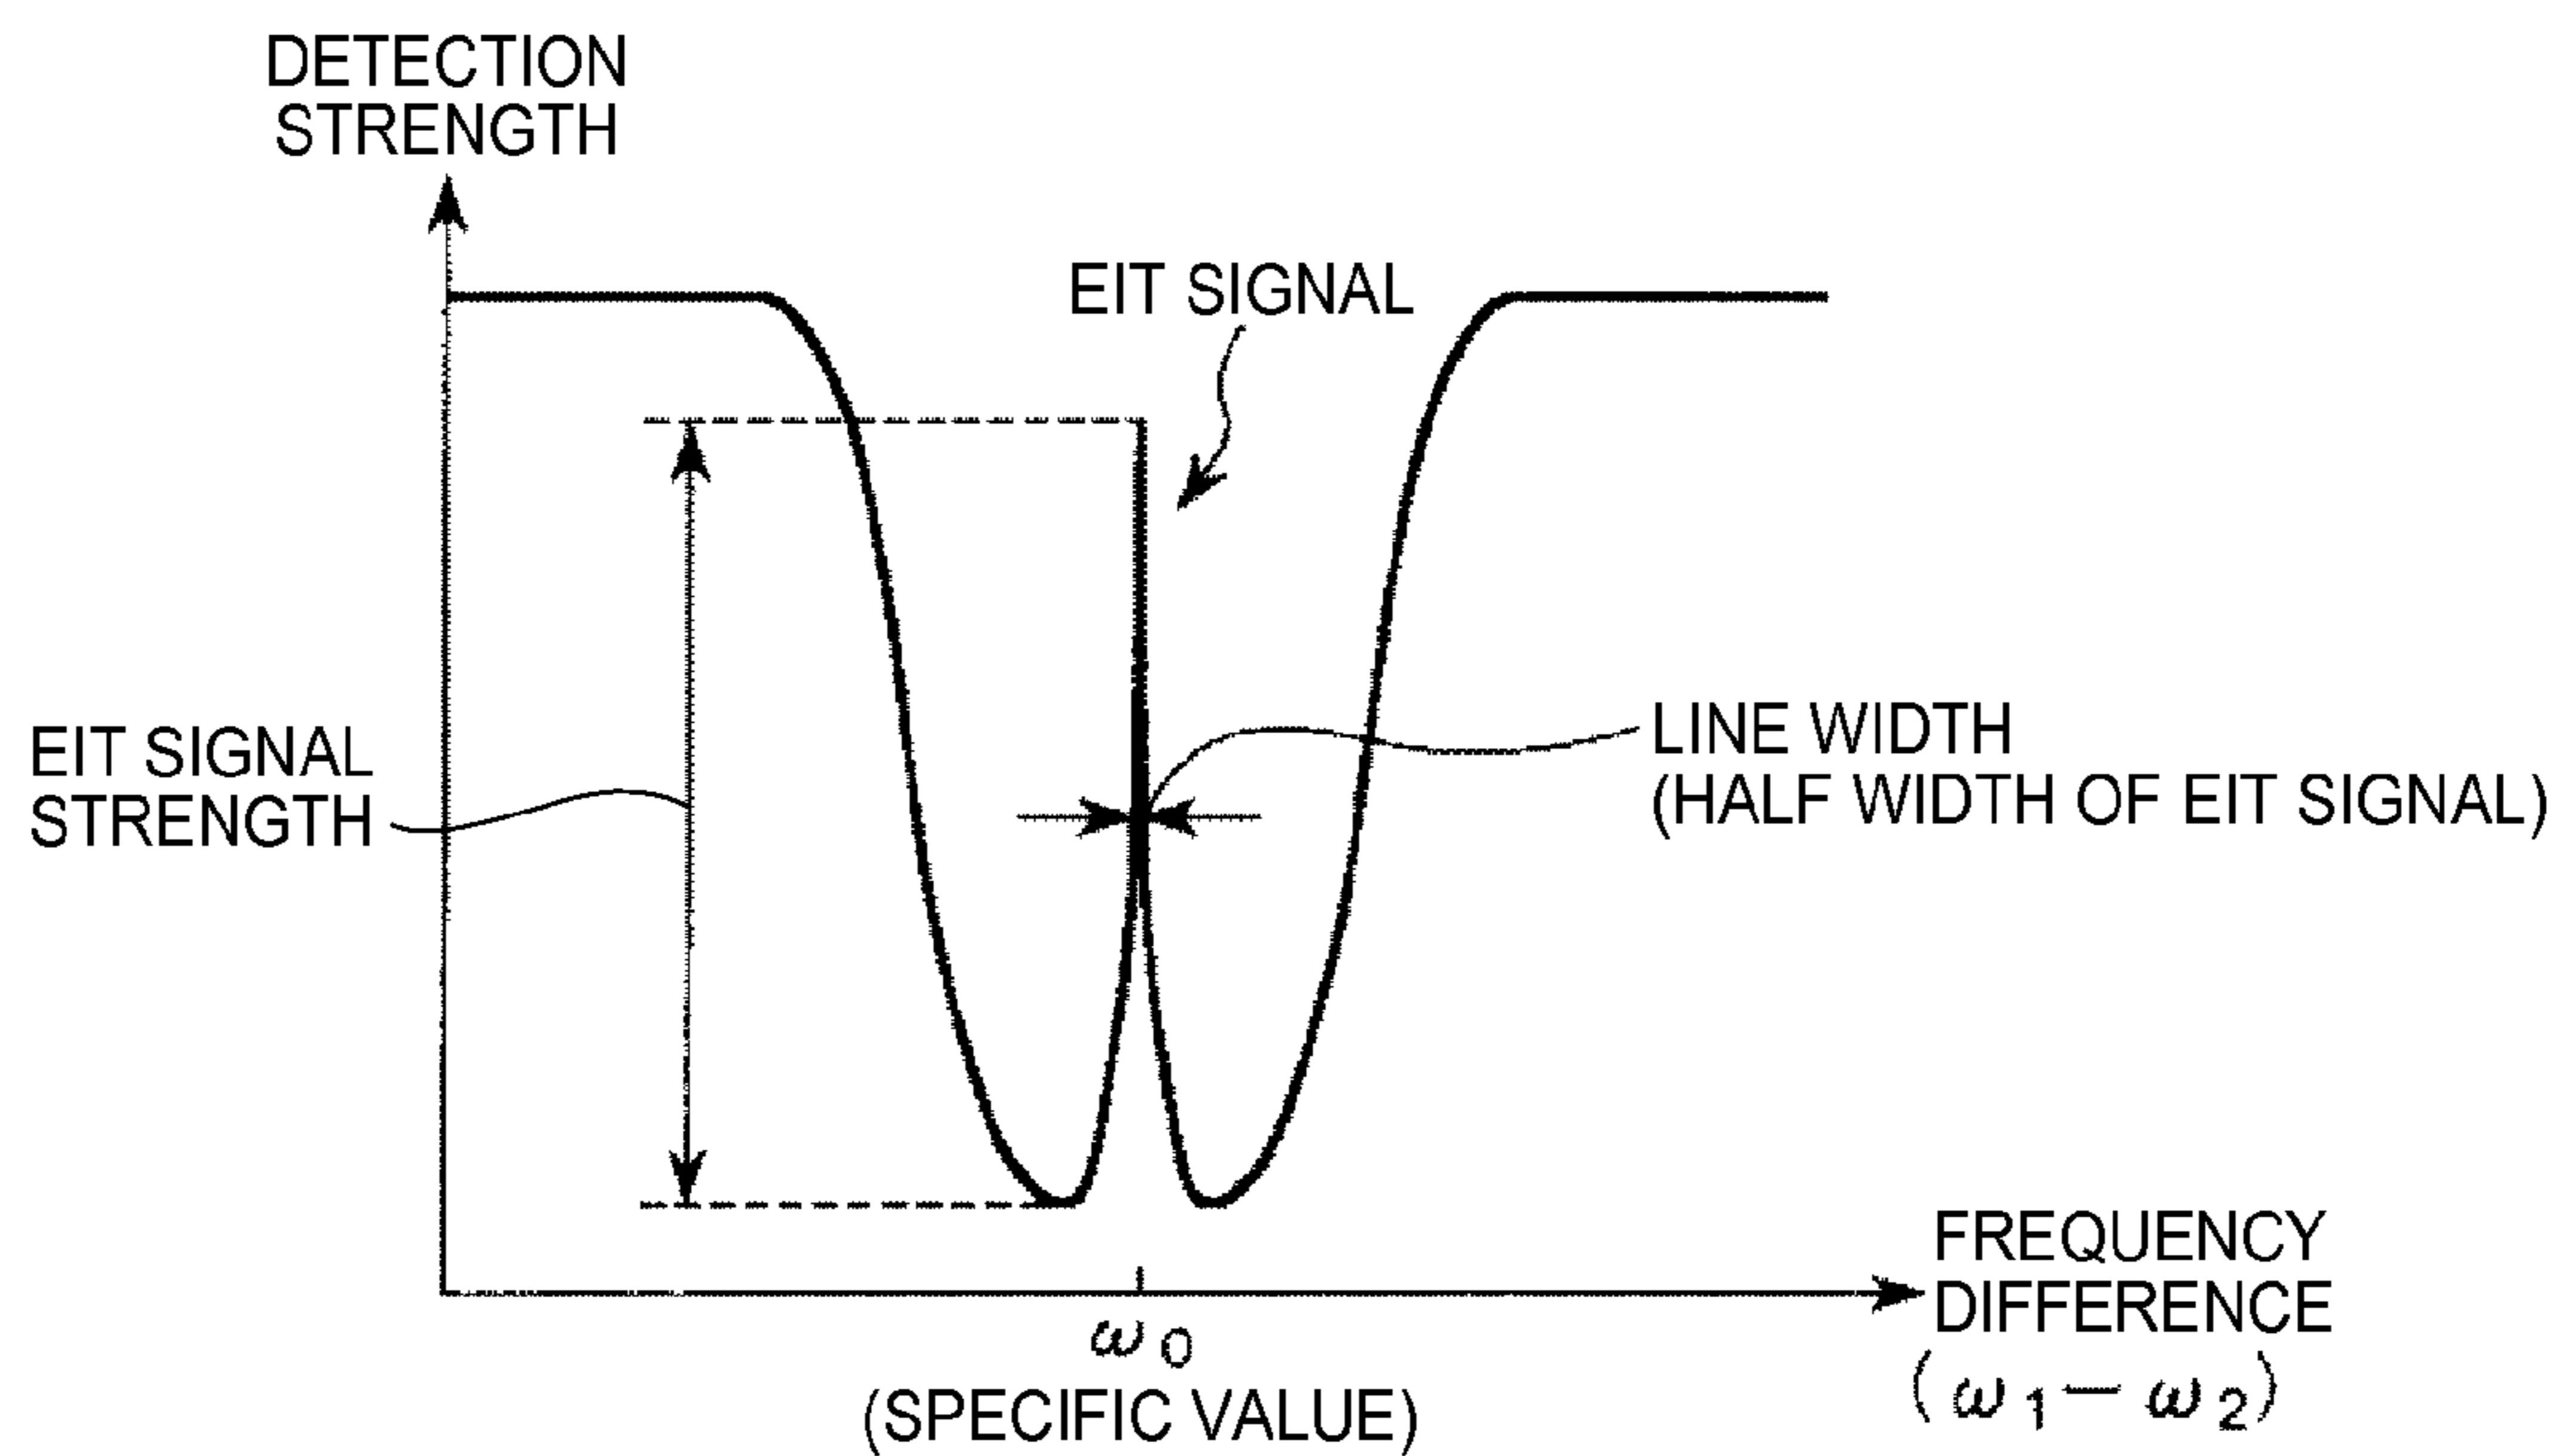 DETECTION
STRENGTH
EIT SIGNAL
EIT SIGNAL
STRENGTH
LINE WIDTH
(HALF WIDTH OF EIT SIGNAL)
FREQUENCY
DIFFERENCE
(ω1−ω2)
ω0
(SPECIFIC VALUE)